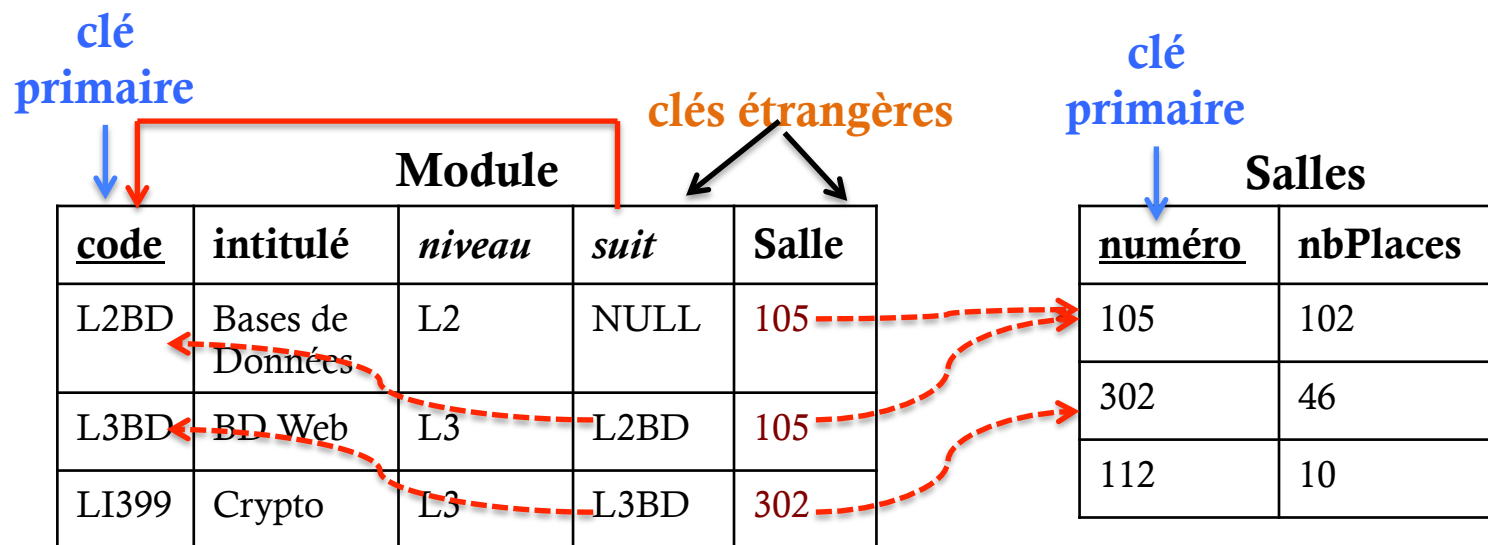 clé
primaire
clés étrangères
clé
primaire
Module
code intitulé niveau suit Salle
L2BD Bases de Données L2 NULL 105
L3BD BD Web L3 L2BD 105
LI399 Crypto L3 L3BD 302
Salles
numéro nbPlaces
105 102
302 46
112 10